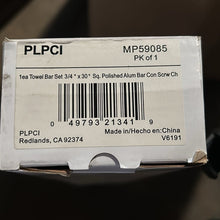 PLPCI MP59085
PK of 1
1ea Towel Bar Set 3/4 " x 30" Sq. Polished Alum Bar Con.Scrw Ch
0 49793 21341 9
PLPCI Made in/Hecho en:China
Redlands, CA 92374 V6191